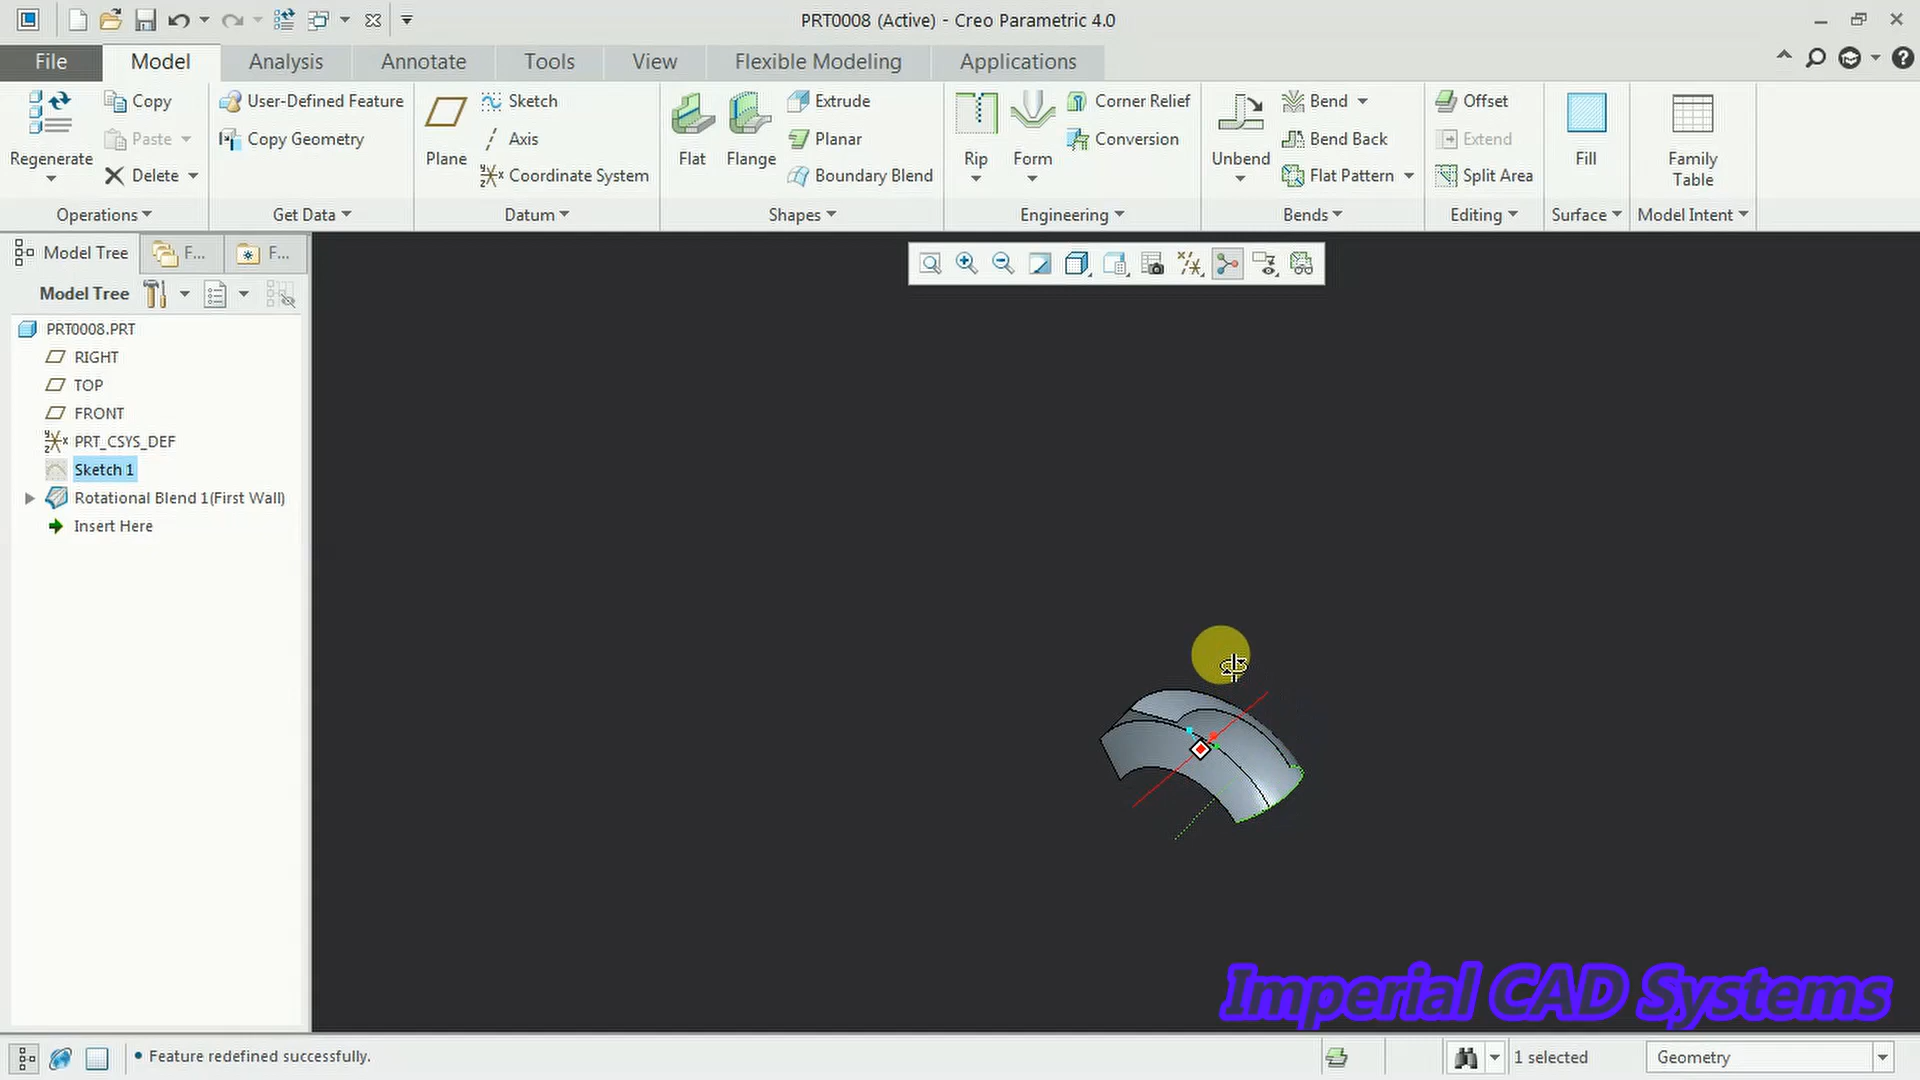 PRT0008 (Active) - Creo Parametric 4.0
File
Model
Analysis
Annotate
Tools
View
Flexible Modeling
Applications
Regenerate
Copy
Paste
Delete
Operations
User-Defined Feature
Copy Geometry
Get Data
Plane
Sketch
Axis
Coordinate System
Datum
Flat
Flange
Extrude
Planar
Boundary Blend
Shapes
Rip
Form
Corner Relief
Conversion
Engineering
Unbend
Bend
Bend Back
Flat Pattern
Bends
Offset
Extend
Split Area
Editing
Fill
Surface
Family
Table
Model Intent
Model Tree
F...
F...
Model Tree
PRT0008.PRT
RIGHT
TOP
FRONT
PRT_CSYS_DEF
Sketch 1
Rotational Blend 1(First Wall)
Insert Here
Imperial CAD Systems
• Feature redefined successfully.
1 selected
Geometry